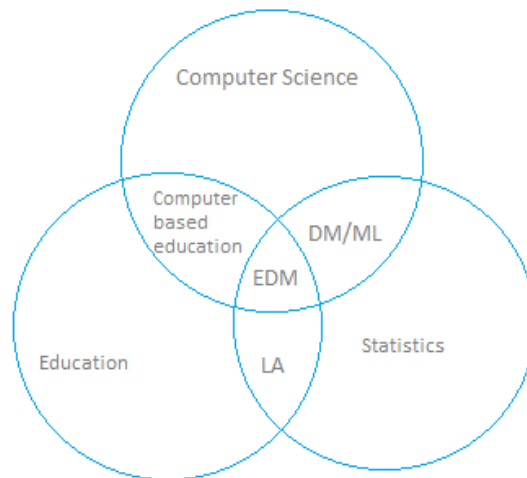 Computer Science
Computer
based
education
DM/ML
EDM
Education
LA
Statistics